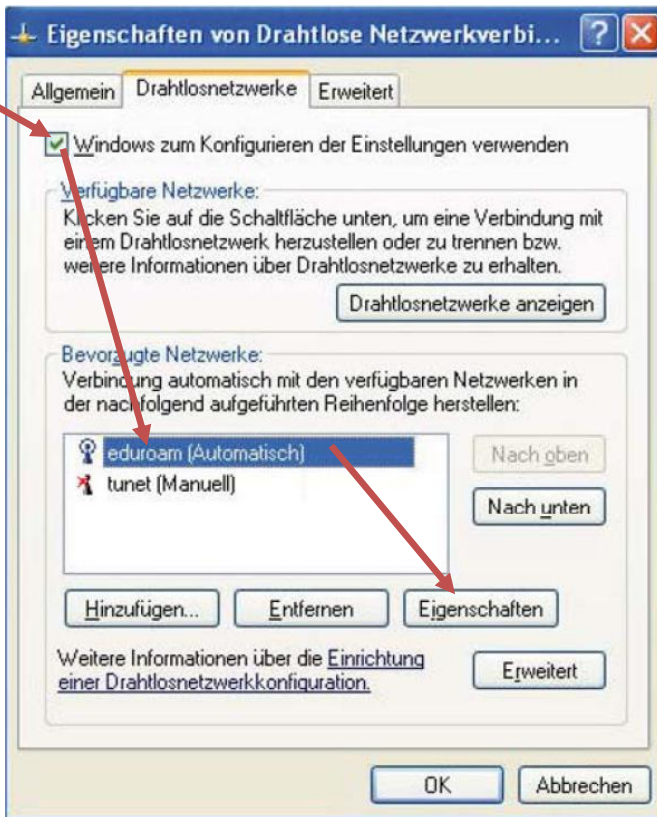 Eigenschaften von Drahtlose Netzwerkverbi...
Allgemein Drahtlosnetzwerke Erweitert
Windows zum Konfigurieren der Einstellungen verwenden
Verfügbare Netzwerke:
Klicken Sie auf die Schaltfläche unten, um eine Verbindung mit
einem Drahtlosnetzwerk herzustellen oder zu trennen bzw.
weitere Informationen über Drahtlosnetzwerke zu erhalten.
Drahtlosnetzwerke anzeigen
Bevorzugte Netzwerke:
Verbindung automatisch mit den verfügbaren Netzwerken in
der nachfolgend aufgeführten Reihenfolge herstellen:
eduroam (Automatisch)
tunet (Manuell)
Nach oben
Nach unten
Hinzufügen... Entfernen Eigenschaften
Weitere Informationen über die Einrichtung
einer Drahtlosnetzwerkkonfiguration.
Erweitert
OK Abbrechen